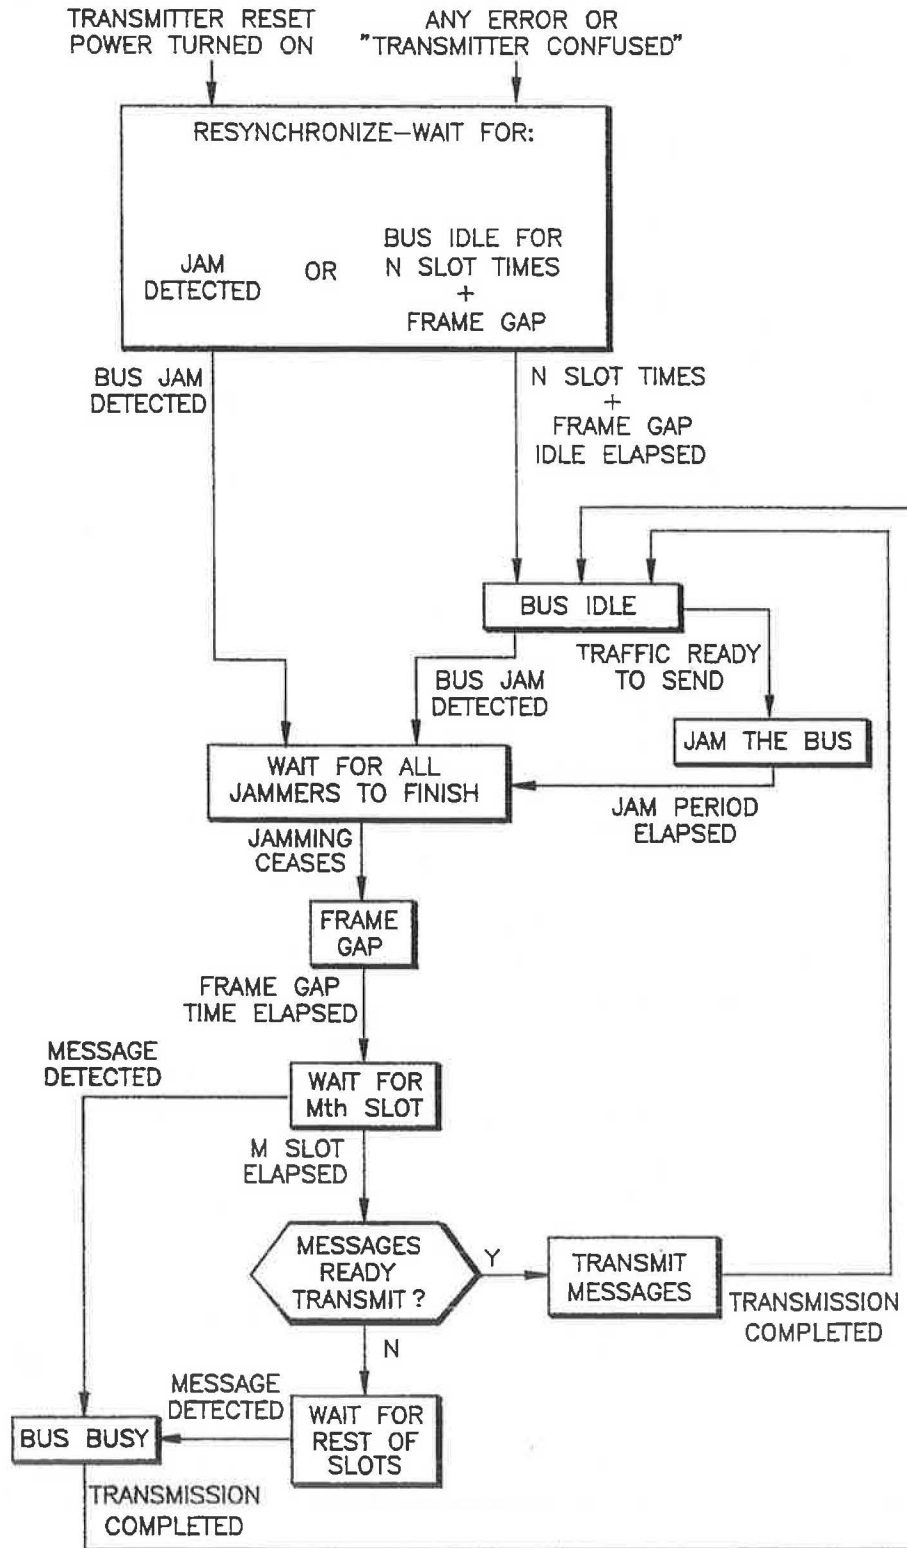 TRANSMITTER RESET
POWER TURNED ON
ANY ERROR OR
"TRANSMITTER CONFUSED"
RESYNCHRONIZE-WAIT FOR:
JAM
DETECTED
OR
BUS IDLE FOR
N SLOT TIMES
+
FRAME GAP
BUS JAM
DETECTED
N SLOT TIMES
+
FRAME GAP
IDLE ELAPSED
BUS IDLE
TRAFFIC READY
TO SEND
BUS JAM
DETECTED
JAM THE BUS
WAIT FOR ALL
JAMMERS TO FINISH
JAM PERIOD
ELAPSED
JAMMING
CEASES
FRAME
GAP
FRAME GAP
TIME ELAPSED
MESSAGE
DETECTED
WAIT FOR
Mth SLOT
M SLOT
ELAPSED
MESSAGES
READY
TRANSMIT?
Y
TRANSMIT
MESSAGES
TRANSMISSION
COMPLETED
N
MESSAGE
DETECTED
WAIT FOR
REST OF
SLOTS
BUS BUSY
TRANSMISSION
COMPLETED